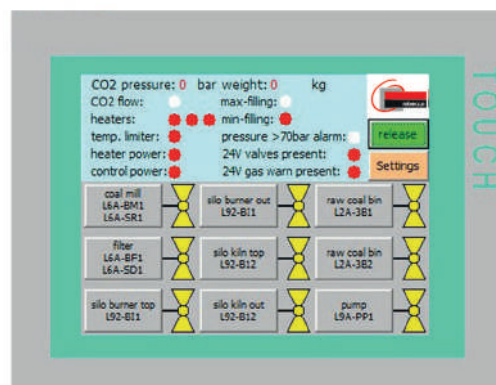 CO2 pressure: 0 bar weight: 0 kg
CO2 flow: max-filling:
heaters: min-filling:
temp. limiter: pressure >70bar alarm:
heater power: 24V valves present:
control power: 24V gas warn present:
release
Settings
coal mill
L6A-BM1
L6A-SR1
silo burner out
L92-BI1
raw coal bin
L2A-3B1
filter
L6A-BF1
L6A-SD1
silo kiln top
L92-B12
raw coal bin
L2A-3B2
silo burner top
L92-BI1
silo kiln out
L92-B12
pump
L9A-PP1
TOUCH